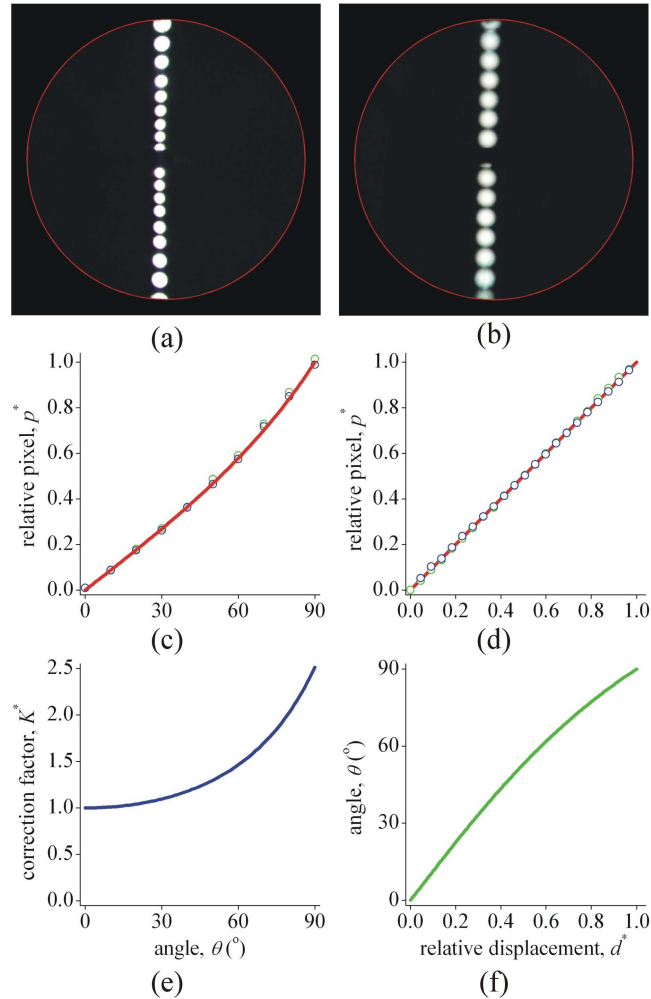 (a) (b)
1.0 1.0
0.8 0.8
0.6 0.6
0.4 0.4
0.2 0.2
0.0 0.0
relative pixel, p* relative pixel, p*
0 30 60 90 0.0 0.2 0.4 0.6 0.8 1.0
(c) (d)
2.5 90
2.0
1.5 60
1.0 30
0.5
0.0 0
correction factor, K* angle, θ (°)
0 30 60 90 0.0 0.2 0.4 0.6 0.8 1.0
angle, θ (°) relative displacement, d*
(e) (f)